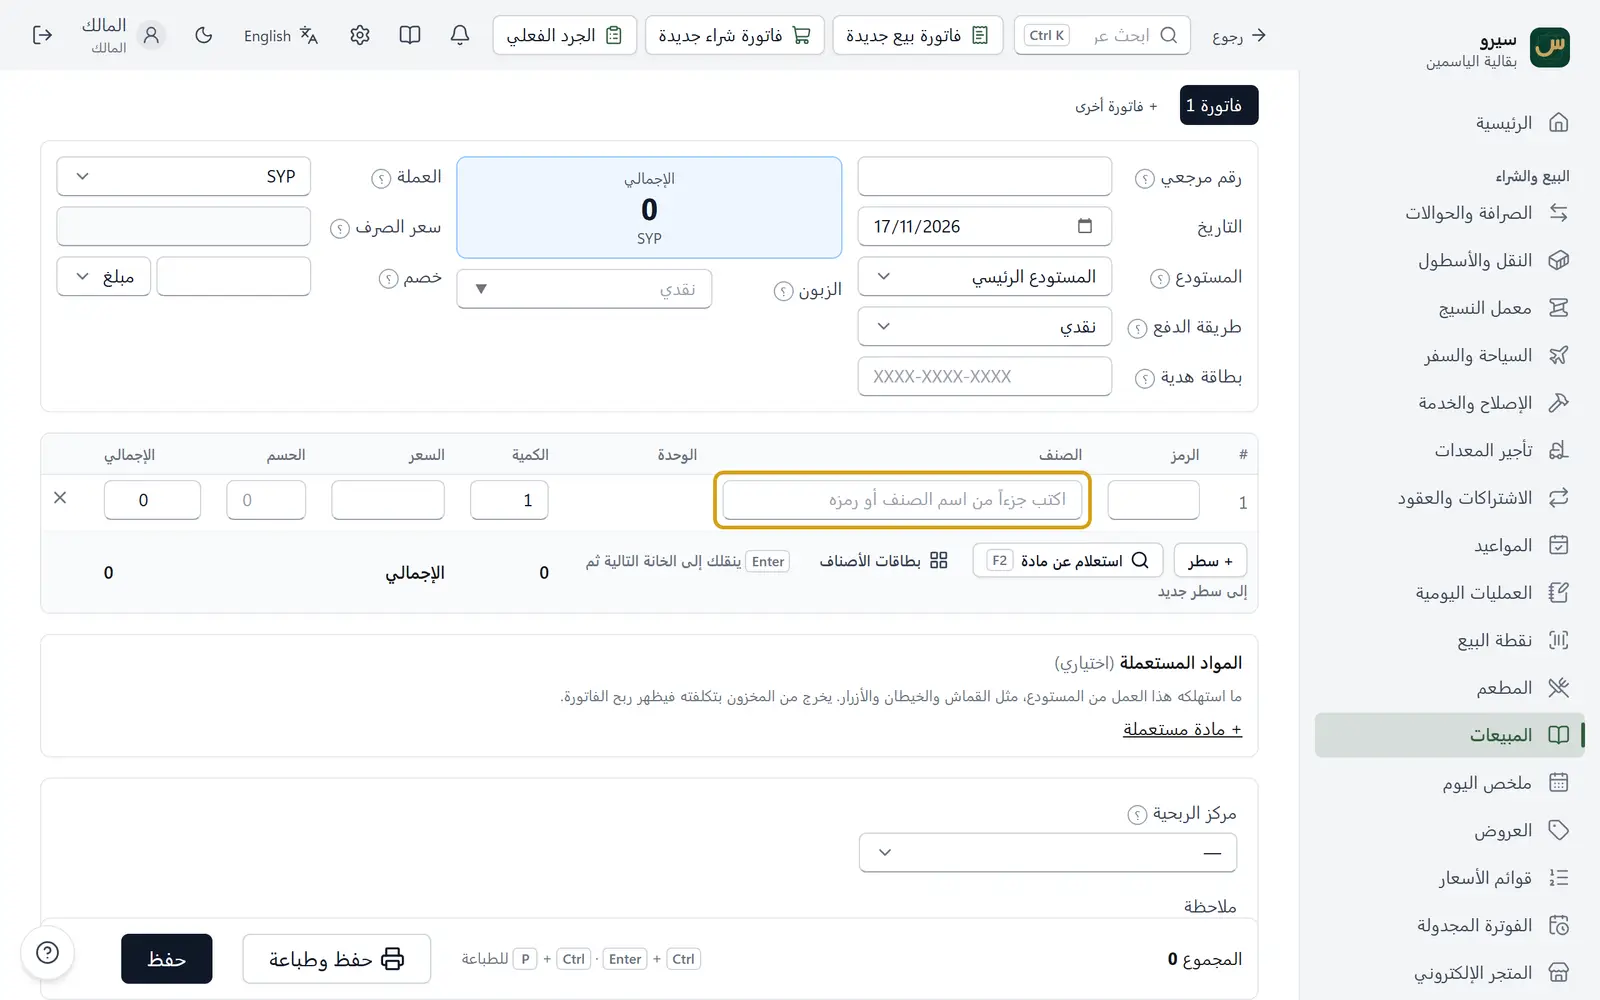 سيرو
بقالية الياسمين
رجوع
ابحث عر
Ctrl K
فاتورة بيع جديدة
فاتورة شراء جديدة
الجرد الفعلي
English
المالك
المالك
الرئيسية
البيع والشراء
الصرافة والحوالات
النقل والأسطول
معمل النسيج
السياحة والسفر
الإصلاح والخدمة
تأجير المعدات
الاشتراكات والعقود
المواعيد
العمليات اليومية
نقطة البيع
المطعم
المبيعات
ملخص اليوم
العروض
قوائم الأسعار
الفوترة المجدولة
المتجر الإلكتروني
فاتورة 1
+ فاتورة أخرى
رقم مرجعي ؟
التاريخ
17/11/2026
المستودع ؟
المستودع الرئيسي
طريقة الدفع ؟
نقدي
بطاقة هدية ؟
XXXX-XXXX-XXXX
الإجمالي
0
SYP
الزبون ؟
نقدي
العملة ؟
SYP
سعر الصرف ؟
خصم ؟
مبلغ
# الرمز الصنف الوحدة الكمية السعر الحسم الإجمالي
1 اكتب جزءاً من اسم الصنف أو رمزه 1 0 0
+ سطر
استعلام عن مادة F2
بطاقات الأصناف
Enter ينقلك إلى الخانة التالية ثم
إلى سطر جديد
0 الإجمالي 0
المواد المستعملة (اختياري)
ما استهلكه هذا العمل من المستودع، مثل القماش والخيطان والأزرار. يخرج من المخزون بتكلفته فيظهر ربح الفاتورة.
+ مادة مستعملة
مركز الربحية ؟
—
ملاحظة
المجموع 0
Ctrl + Enter · Ctrl + P للطباعة
حفظ وطباعة
حفظ